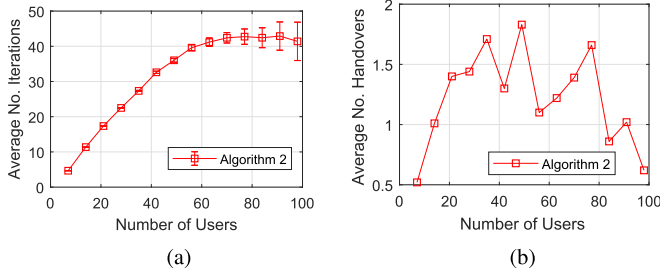 50
40
30
20
10
0
Average No. Iterations
Algorithm 2
0 20 40 60 80 100
Number of Users
(a)
2
1.5
1
0.5
Average No. Handovers
Algorithm 2
0 20 40 60 80 100
Number of Users
(b)